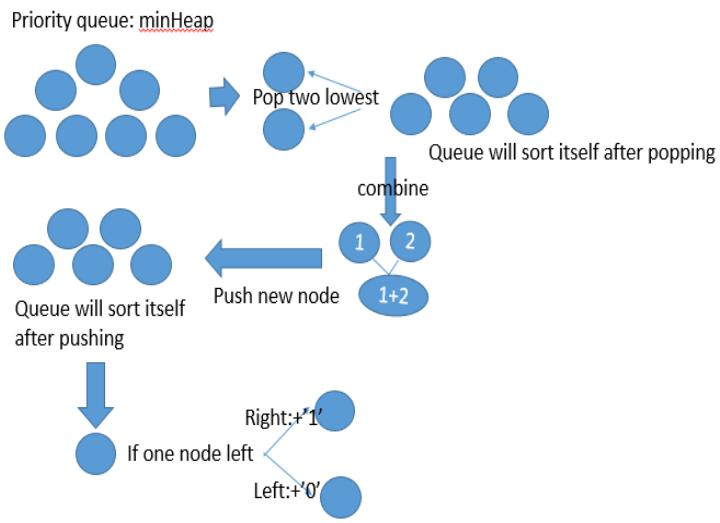 Priority queue: minHeap
Pop two lowest
Queue will sort itself after popping
combine
1
2
1+2
Push new node
Queue will sort itself
after pushing
If one node left
Right:+'1'
Left:+'0'